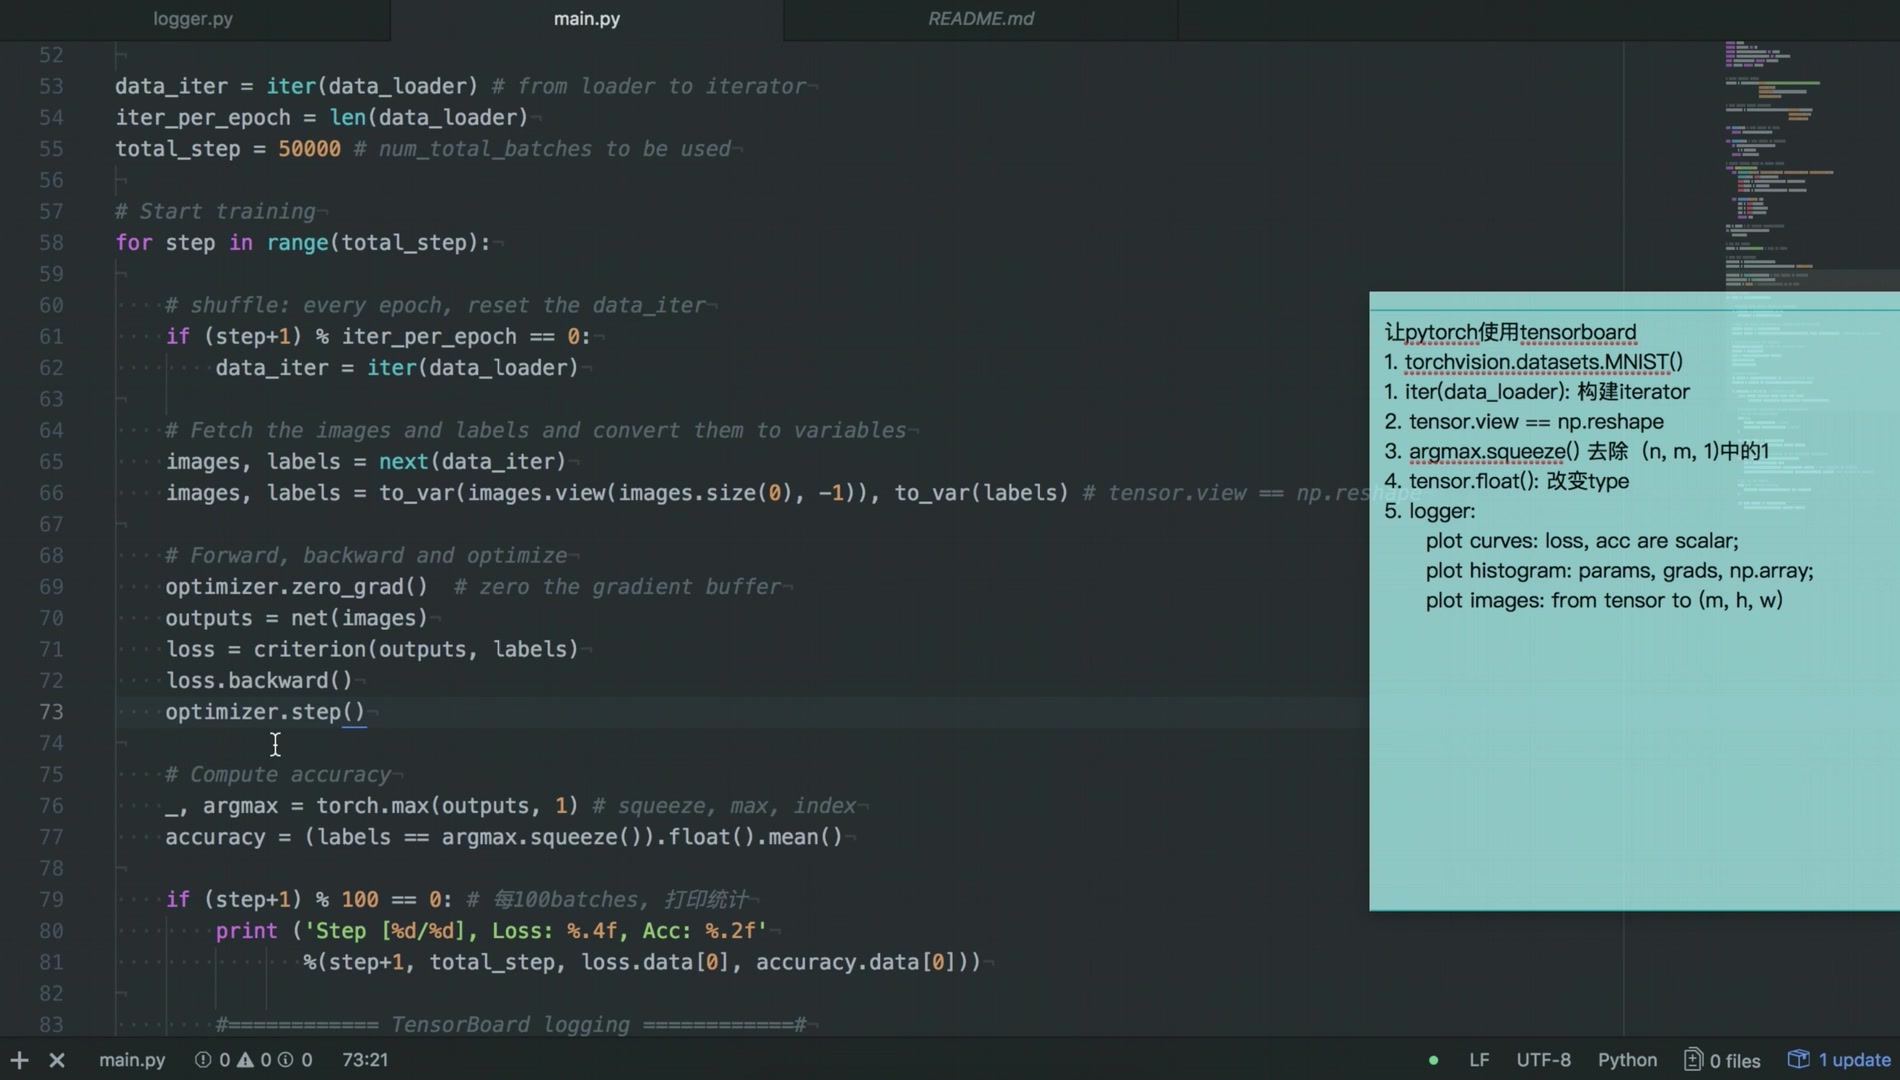 logger.py
main.py
README.md
52
53 data_iter = iter(data_loader) # from loader to iterator
54 iter_per_epoch = len(data_loader)
55 total_step = 50000 # num_total_batches to be used
56
57 # Start training
58 for step in range(total_step):
59
60 # shuffle: every epoch, reset the data_iter
61 if (step+1) % iter_per_epoch == 0:
62 data_iter = iter(data_loader)
63
64 # Fetch the images and labels and convert them to variables
65 images, labels = next(data_iter)
66 images, labels = to_var(images.view(images.size(0), -1)), to_var(labels) # tensor.view == np.reshape
67
68 # Forward, backward and optimize
69 optimizer.zero_grad() # zero the gradient buffer
70 outputs = net(images)
71 loss = criterion(outputs, labels)
72 loss.backward()
73 optimizer.step()
74
75 # Compute accuracy
76 _, argmax = torch.max(outputs, 1) # squeeze, max, index
77 accuracy = (labels == argmax.squeeze()).float().mean()
78
79 if (step+1) % 100 == 0: # 每100batches, 打印统计
80 print ('Step [%d/%d], Loss: %.4f, Acc: %.2f'
81 %(step+1, total_step, loss.data[0], accuracy.data[0]))
82
83 #============ TensorBoard logging ============#
让pytorch使用tensorboard
1. torchvision.datasets.MNIST()
1. iter(data_loader): 构建iterator
2. tensor.view == np.reshape
3. argmax.squeeze() 去除（n, m, 1)中的1
4. tensor.float(): 改变type
5. logger:
plot curves: loss, acc are scalar;
plot histogram: params, grads, np.array;
plot images: from tensor to (m, h, w)
main.py 0 0 0 73:21 LF UTF-8 Python 0 files 1 update